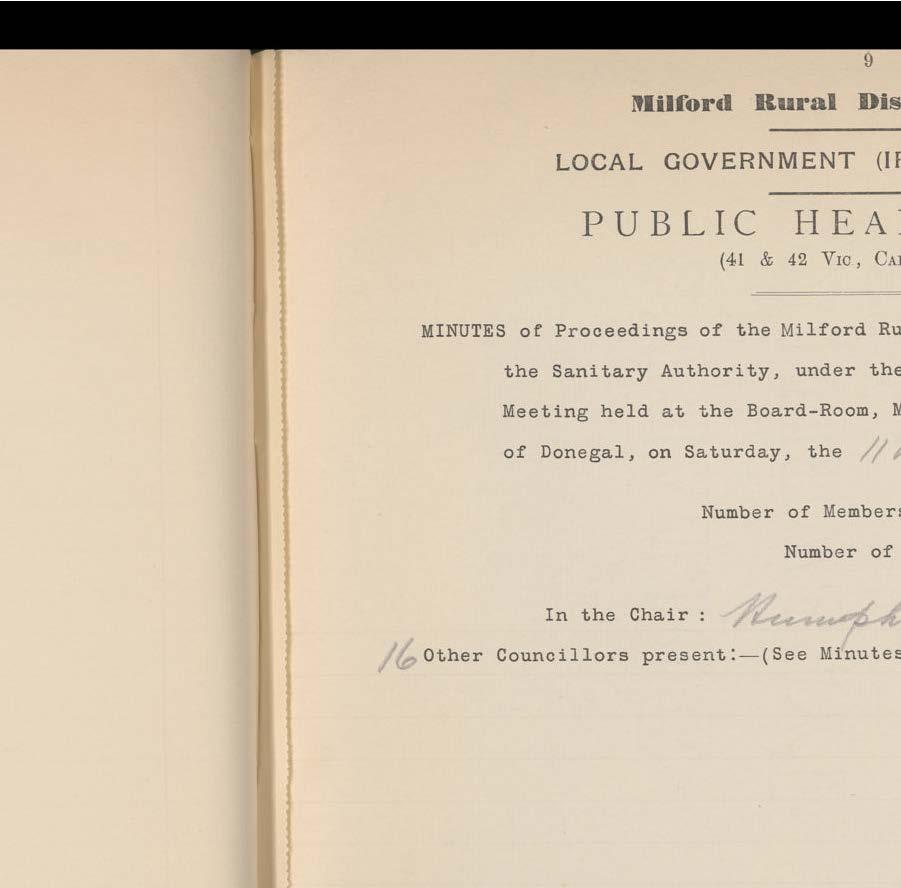 9
Milford Rural Dis
LOCAL GOVERNMENT (IR
PUBLIC HEA
(41 & 42 Vic, Ca
MINUTES of Proceedings of the Milford Ru
the Sanitary Authority, under the
Meeting held at the Board-Room, M
of Donegal, on Saturday, the 11
Number of Members
Number of
In the Chair: Humph
16 Other Councillors present:—(See Minutes